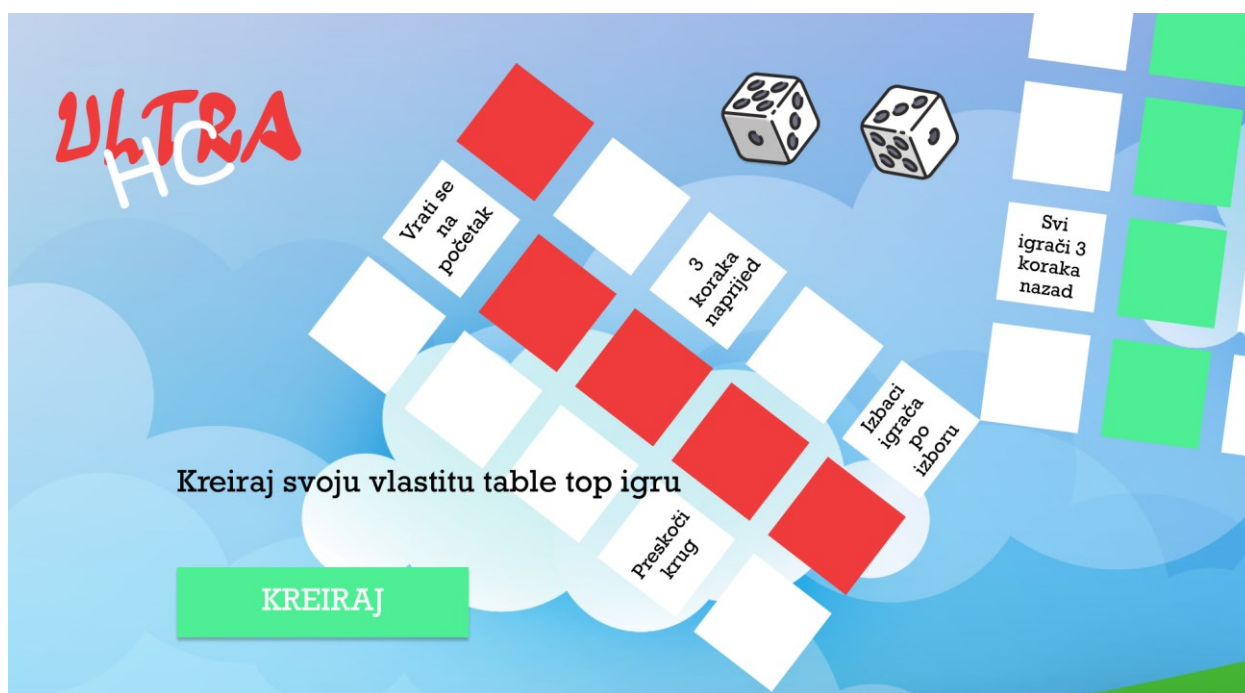 ULTRA
HC
Vrati se
na
početak
3
koraka
naprijed
Izbaci
igrača
po
izboru
Svi
igrači 3
koraka
nazad
Kreiraj svoju vlastitu table top igru
Preskoči
krug
KREIRAJ